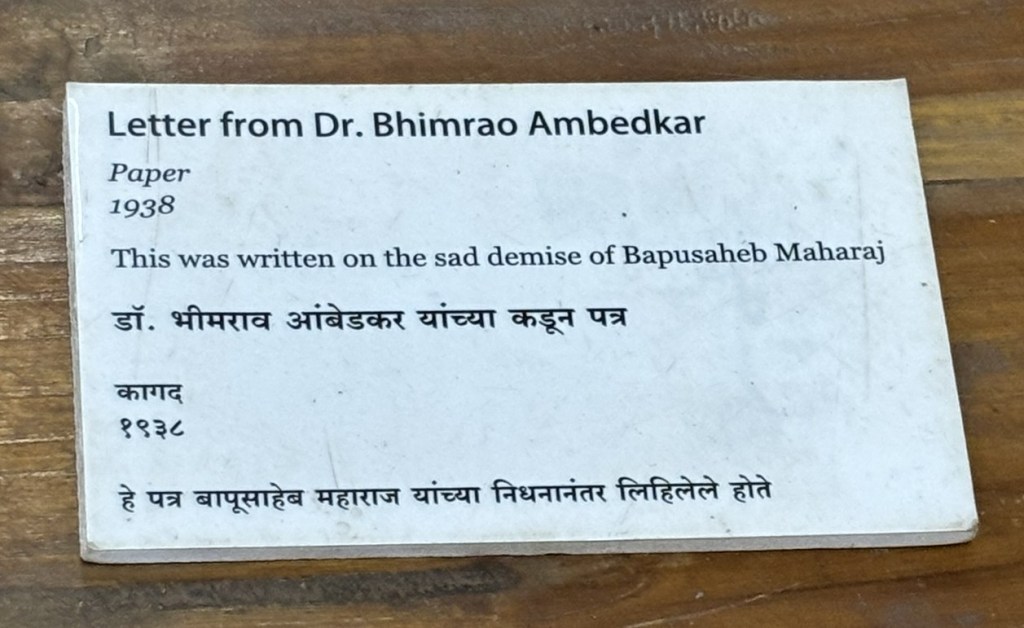 Letter from Dr. Bhimrao Ambedkar
Paper
1938
This was written on the sad demise of Bapusaheb Maharaj
डॉ. भीमराव आंबेडकर यांच्या कडून पत्र
कागद
१९३८
हे पत्र बापूसाहेब महाराज यांच्या निधनानंतर लिहिलेले होते